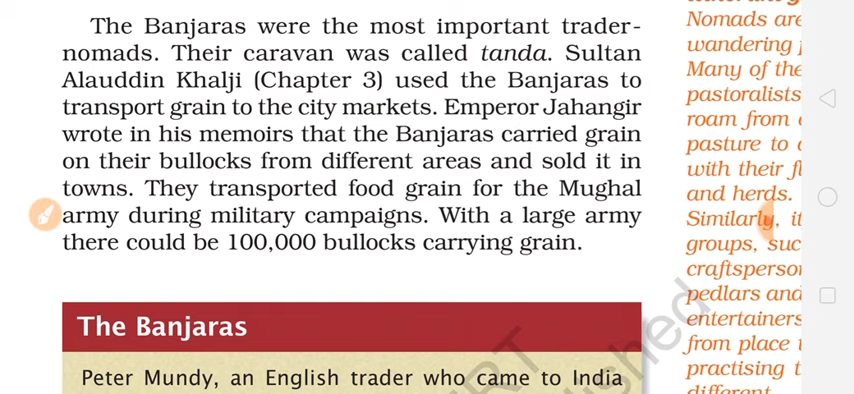 The Banjaras were the most important trader-
nomads. Their caravan was called tanda. Sultan
Alauddin Khalji (Chapter 3) used the Banjaras to
transport grain to the city markets. Emperor Jahangir
wrote in his memoirs that the Banjaras carried grain
on their bullocks from different areas and sold it in
towns. They transported food grain for the Mughal
army during military campaigns. With a large army
there could be 100,000 bullocks carrying grain.
The Banjaras
Peter Mundy, an English trader who came to India
Nomads are
wandering
Many of the
pastoralists
roam from
pasture to
with their
and herds.
Similarly, it
groups, suc
craftsperso
pedlars and
entertainers
from place
practising t
different